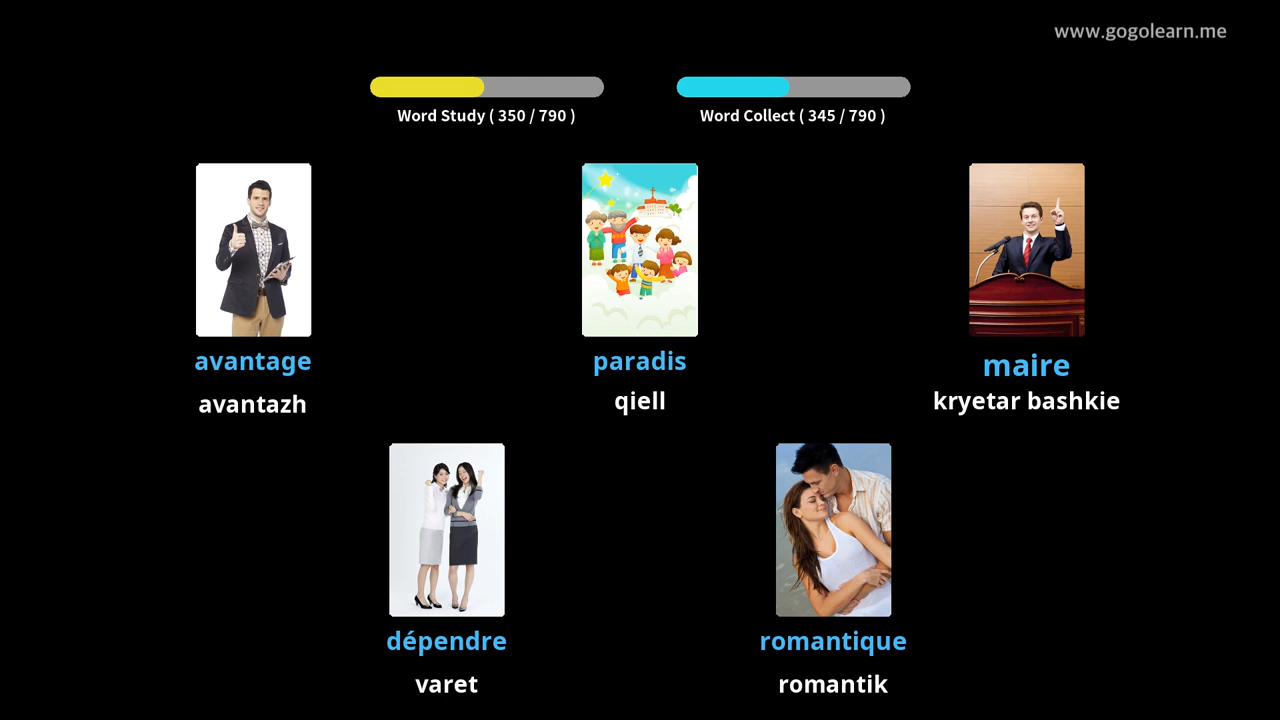 www.gogolearn.me
Word Study ( 350 / 790 )
Word Collect ( 345 / 790 )
avantage
avantazh
paradis
qiell
maire
kryetar bashkie
dépendre
varet
romantique
romantik